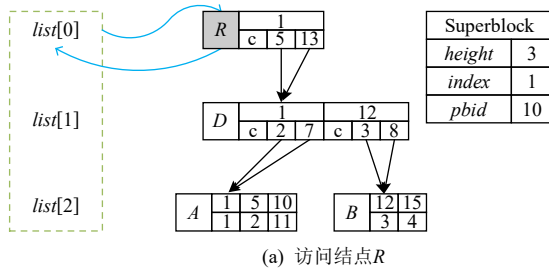 list[0] R 1 Superblock
c 5 13 height 3
index 1
list[1] D 1 12 pbid 10
c 2 7 c 3 8
list[2] A 1 5 10 B 12 15
1 2 11 3 4
(a) 访问结点R